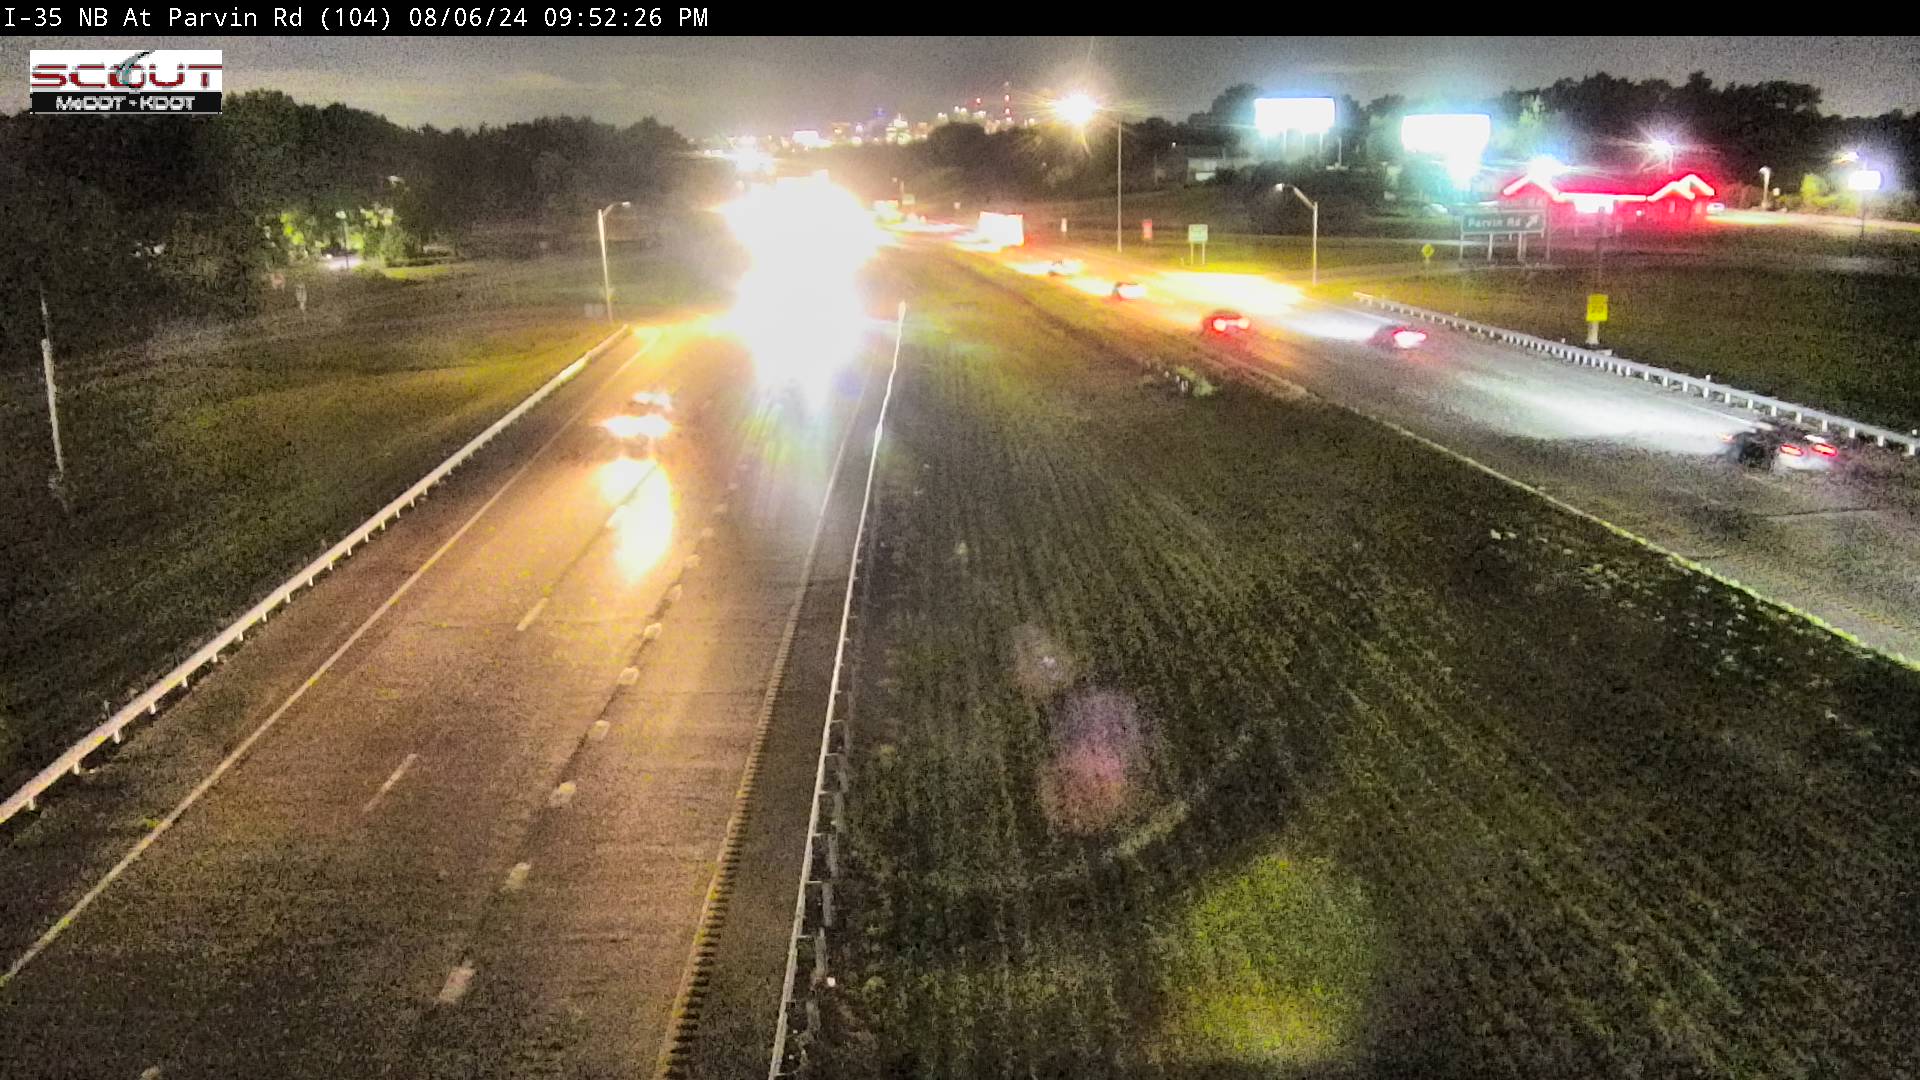 I-35 NB At Parvin Rd (104) 08/06/24 09:52:26 PM
SCOUT
MoDOT - KDOT
Parvin Rd